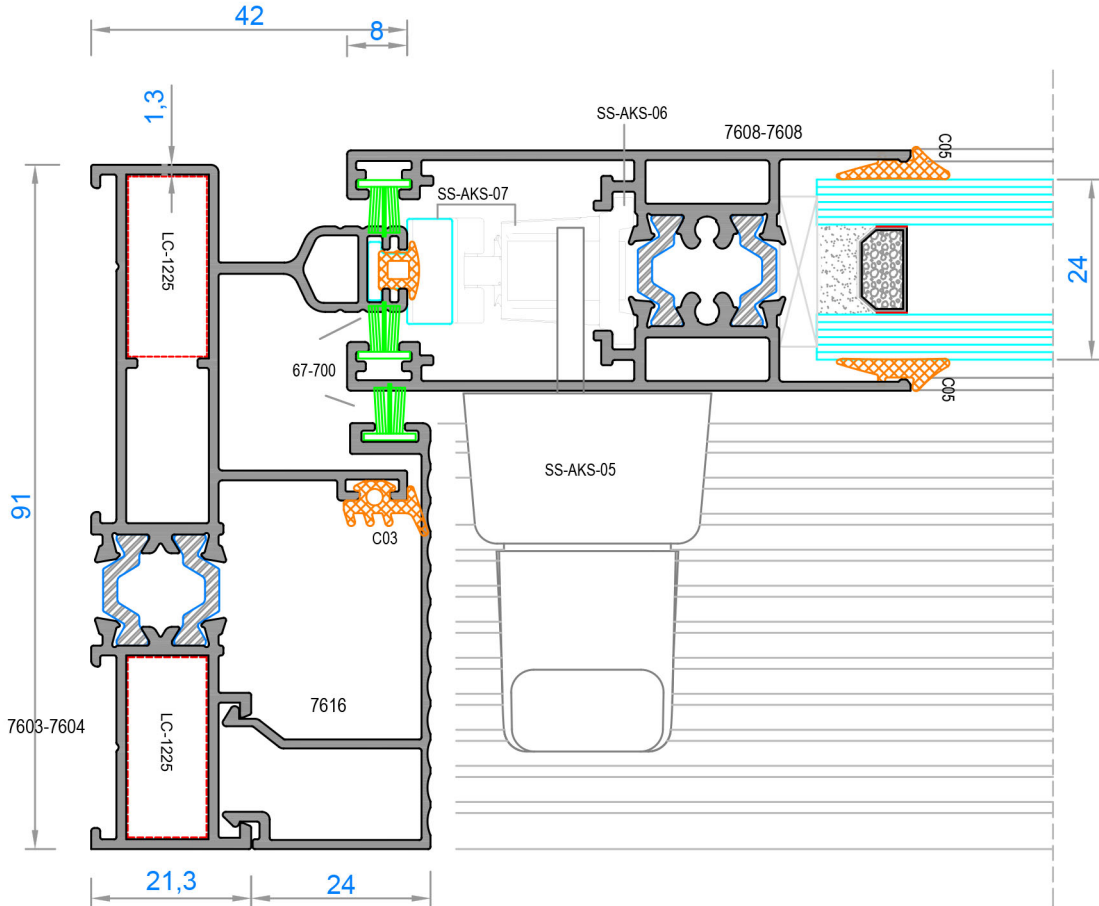 42
8
1,3
SS-AKS-06
7608-7608
C05
SS-AKS-07
LC-1225
24
67-700
C05
SS-AKS-05
91
C03
7616
7603-7604
LC-1225
21,3
24